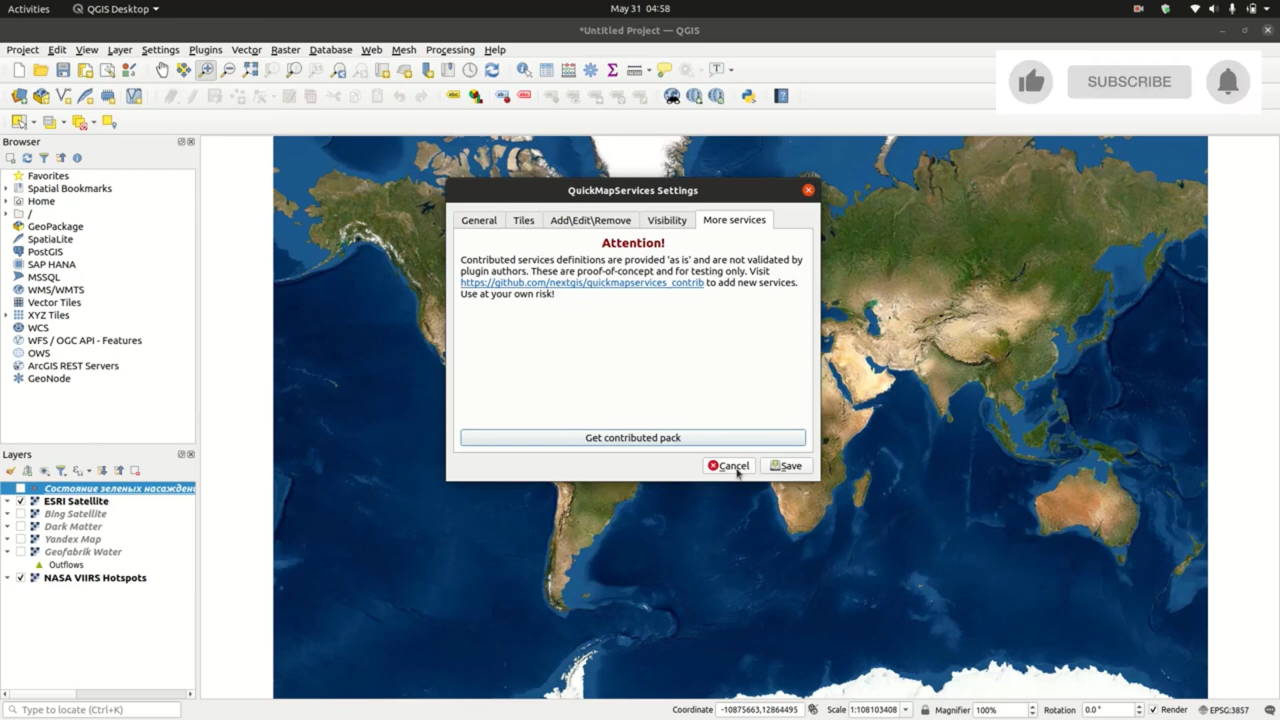 Activities
QGIS Desktop
May 31 04:58
*Untitled Project — QGIS
Project Edit View Layer Settings Plugins Vector Raster Database Web Mesh Processing Help
SUBSCRIBE
Browser
Favorites
Spatial Bookmarks
Home
/
GeoPackage
SpatiaLite
PostGIS
SAP HANA
MSSQL
WMS/WMTS
Vector Tiles
XYZ Tiles
WCS
WFS / OGC API - Features
OWS
ArcGIS REST Servers
GeoNode
Layers
Состояние зеленых насажден
ESRI Satellite
Bing Satellite
Dark Matter
Yandex Map
Geofabrik Water
Outflows
NASA VIIRS Hotspots
QuickMapServices Settings
General Tiles Add\Edit\Remove Visibility More services
Attention!
Contributed services definitions are provided 'as is' and are not validated by
plugin authors. These are proof-of-concept and for testing only. Visit
https://github.com/nextgis/quickmapservices_contrib to add new services.
Use at your own risk!
Get contributed pack
Cancel Save
Type to locate (Ctrl+K)
Coordinate -10875663,12864495 Scale 1:108103408 Magnifier 100% Rotation 0.0 ° Render EPSG:3857